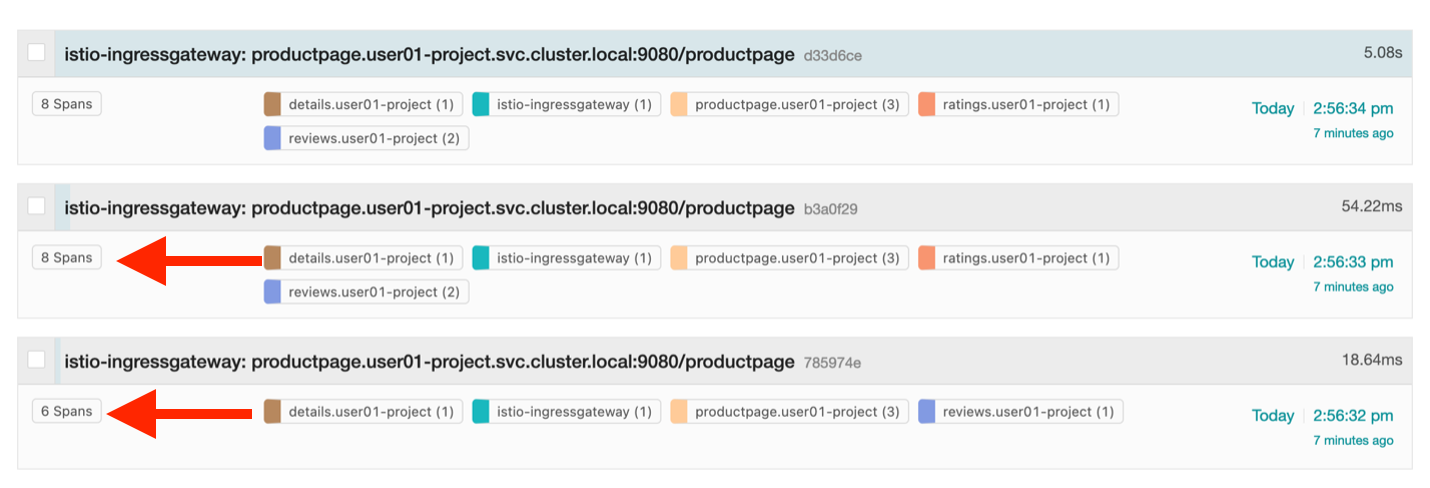 istio-ingressgateway: productpage.user01-project.svc.cluster.local:9080/productpage d33d6ce 5.08s
8 Spans details.user01-project (1) istio-ingressgateway (1) productpage.user01-project (3) ratings.user01-project (1) Today 2:56:34 pm
reviews.user01-project (2) 7 minutes ago
istio-ingressgateway: productpage.user01-project.svc.cluster.local:9080/productpage b3a0f29 54.22ms
8 Spans details.user01-project (1) istio-ingressgateway (1) productpage.user01-project (3) ratings.user01-project (1) Today 2:56:33 pm
reviews.user01-project (2) 7 minutes ago
istio-ingressgateway: productpage.user01-project.svc.cluster.local:9080/productpage 785974e 18.64ms
6 Spans details.user01-project (1) istio-ingressgateway (1) productpage.user01-project (3) reviews.user01-project (1) Today 2:56:32 pm
7 minutes ago